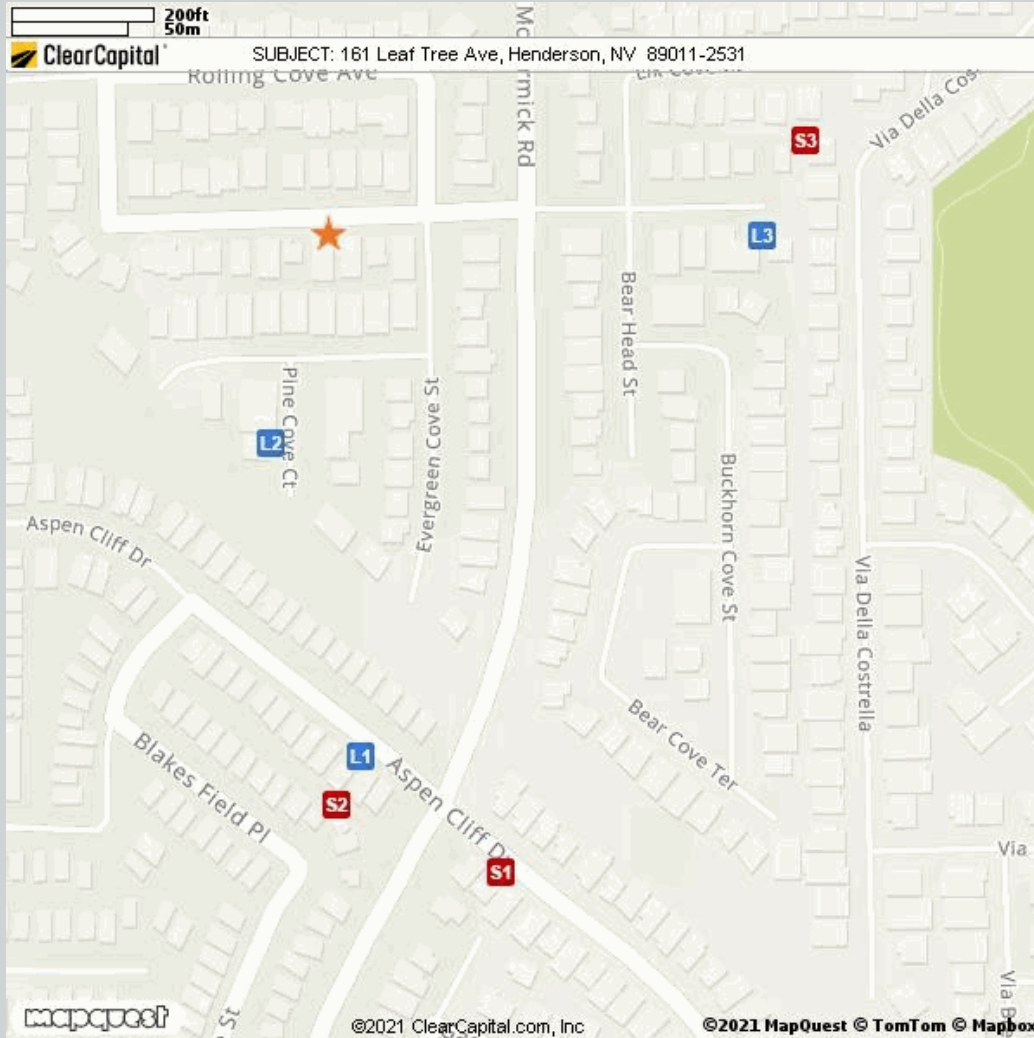 200ft
50m
ClearCapital
SUBJECT: 161 Leaf Tree Ave, Henderson, NV 89011-2531
Rolling Cove Ave
Via Della Cos
S3
L3
Bear Head St
Pine Cove Ct
Evergreen Cove St
L2
Buckhorn Cove St
Aspen Cliff Dr
Via Della Costrella
Bear Cove Ter
Blakes Field Pl
L1
Aspen Cliff Dr
S2
S1
Via
Via B
St
mapquest
©2021 ClearCapital.com, Inc
©2021 MapQuest © TomTom © Mapbox